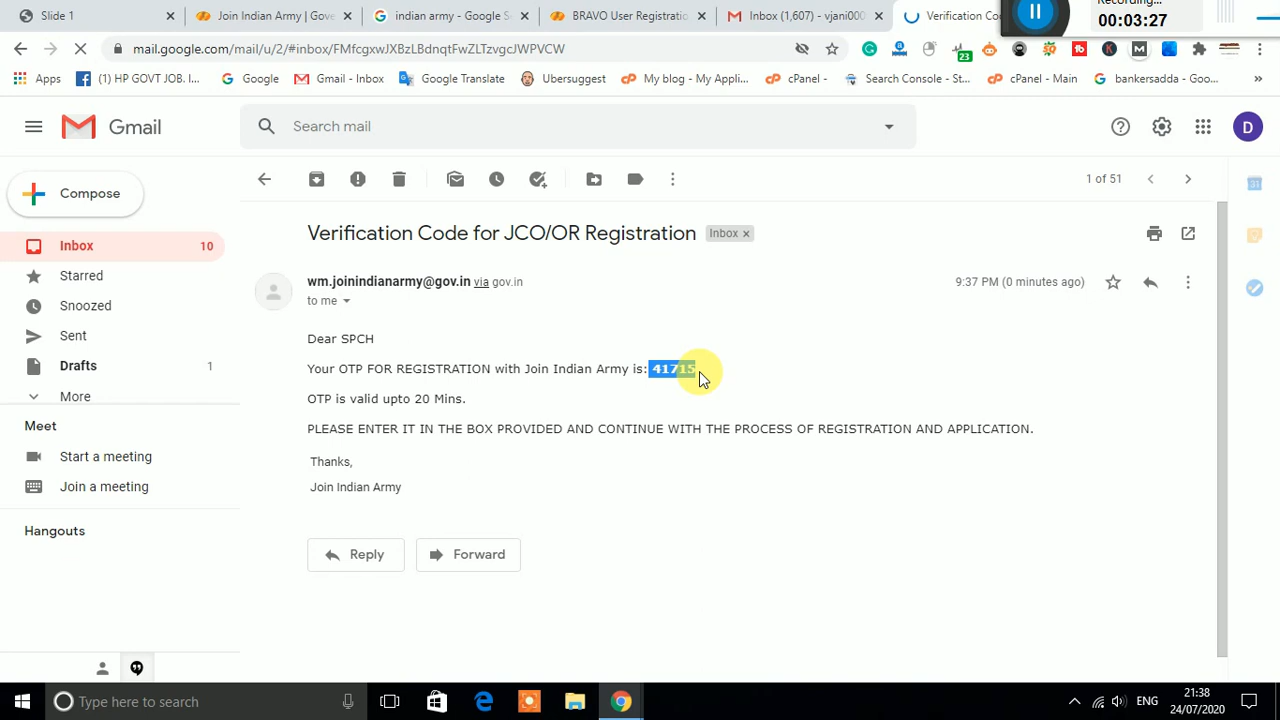 Slide 1
Join Indian Army | Gove
indian army - Google S
BRAVO User Registratio
Inbox (1,607) - vjani000
Verification Co
Recording...
00:03:27
mail.google.com/mail/u/2/#inbox/FMfcgxwJXBzLBdnqtFwZLTzvgcJWPVCW
23
Apps
(1) HP GOVT JOB. I...
Google
Gmail - Inbox
Google Translate
Ubersuggest
My blog - My Appli...
cPanel -
Search Console - St...
cPanel - Main
bankersadda - Goo...
»
Gmail
Search mail
D
Compose
1 of 51
Inbox 10
Starred
Snoozed
Sent
Drafts 1
More
Meet
Start a meeting
Join a meeting
Hangouts
Verification Code for JCO/OR Registration Inbox x
wm.joinindianarmy@gov.in via gov.in
9:37 PM (0 minutes ago)
to me
Dear SPCH
Your OTP FOR REGISTRATION with Join Indian Army is: 41715
OTP is valid upto 20 Mins.
PLEASE ENTER IT IN THE BOX PROVIDED AND CONTINUE WITH THE PROCESS OF REGISTRATION AND APPLICATION.
Thanks,
Join Indian Army
Reply
Forward
Type here to search
ENG
21:38
24/07/2020